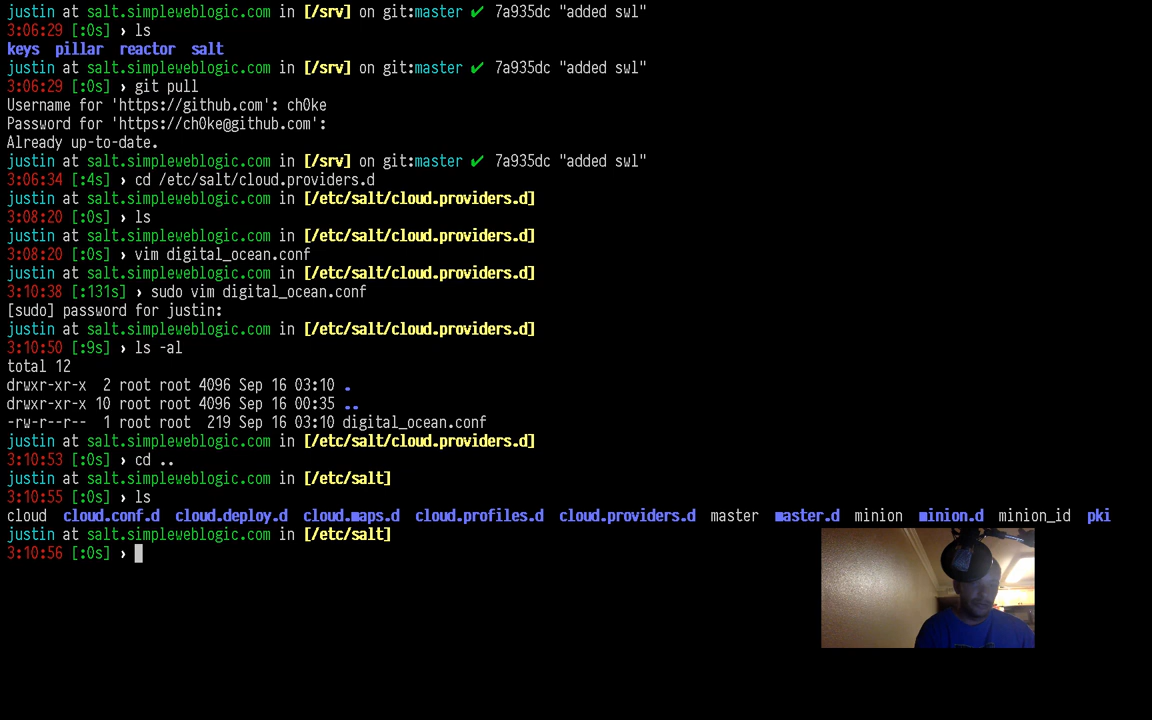 justin at salt.simpleweblogic.com in [/srv] on git:master ✔ 7a935dc "added swl"
3:06:29 [:0s] › ls
keys pillar reactor salt
justin at salt.simpleweblogic.com in [/srv] on git:master ✔ 7a935dc "added swl"
3:06:29 [:0s] › git pull
Username for 'https://github.com': ch0ke
Password for 'https://ch0ke@github.com':
Already up-to-date.
justin at salt.simpleweblogic.com in [/srv] on git:master ✔ 7a935dc "added swl"
3:06:34 [:4s] › cd /etc/salt/cloud.providers.d
justin at salt.simpleweblogic.com in [/etc/salt/cloud.providers.d]
3:08:20 [:0s] › ls
justin at salt.simpleweblogic.com in [/etc/salt/cloud.providers.d]
3:08:20 [:0s] › vim digital_ocean.conf
justin at salt.simpleweblogic.com in [/etc/salt/cloud.providers.d]
3:10:38 [:131s] › sudo vim digital_ocean.conf
[sudo] password for justin:
justin at salt.simpleweblogic.com in [/etc/salt/cloud.providers.d]
3:10:50 [:9s] › ls -al
total 12
drwxr-xr-x  2 root root 4096 Sep 16 03:10 .
drwxr-xr-x 10 root root 4096 Sep 16 00:35 ..
-rw-r--r--  1 root root  219 Sep 16 03:10 digital_ocean.conf
justin at salt.simpleweblogic.com in [/etc/salt/cloud.providers.d]
3:10:53 [:0s] › cd ..
justin at salt.simpleweblogic.com in [/etc/salt]
3:10:55 [:0s] › ls
cloud cloud.conf.d cloud.deploy.d cloud.maps.d cloud.profiles.d cloud.providers.d master master.d minion minion.d minion_id pki
justin at salt.simpleweblogic.com in [/etc/salt]
3:10:56 [:0s] ›